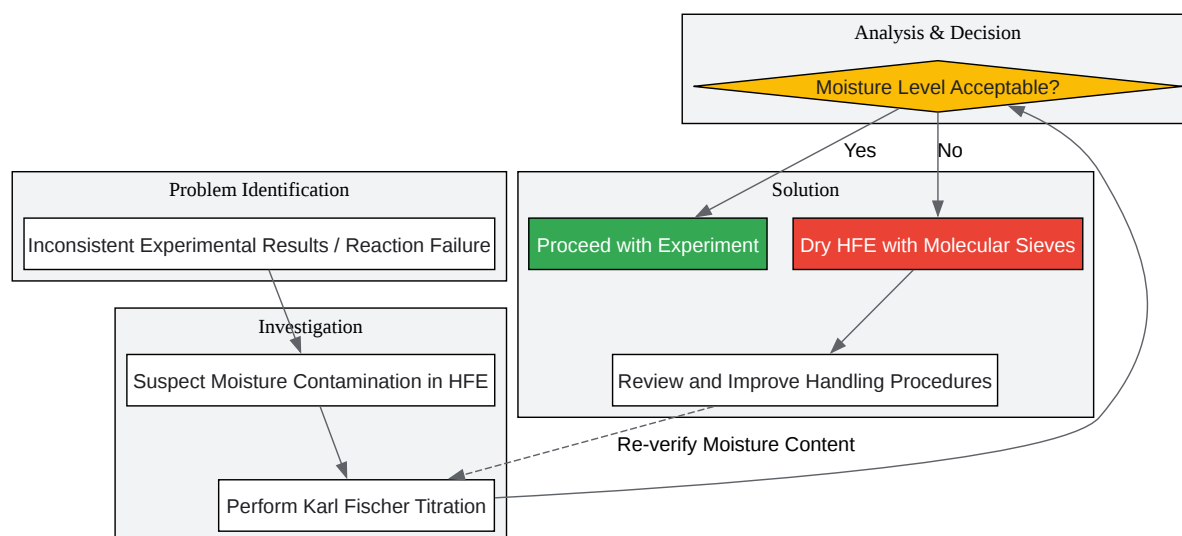 Analysis & Decision
Moisture Level Acceptable?
Yes
No
Problem Identification
Inconsistent Experimental Results / Reaction Failure
Solution
Proceed with Experiment
Dry HFE with Molecular Sieves
Investigation
Suspect Moisture Contamination in HFE
Review and Improve Handling Procedures
Re-verify Moisture Content
Perform Karl Fischer Titration